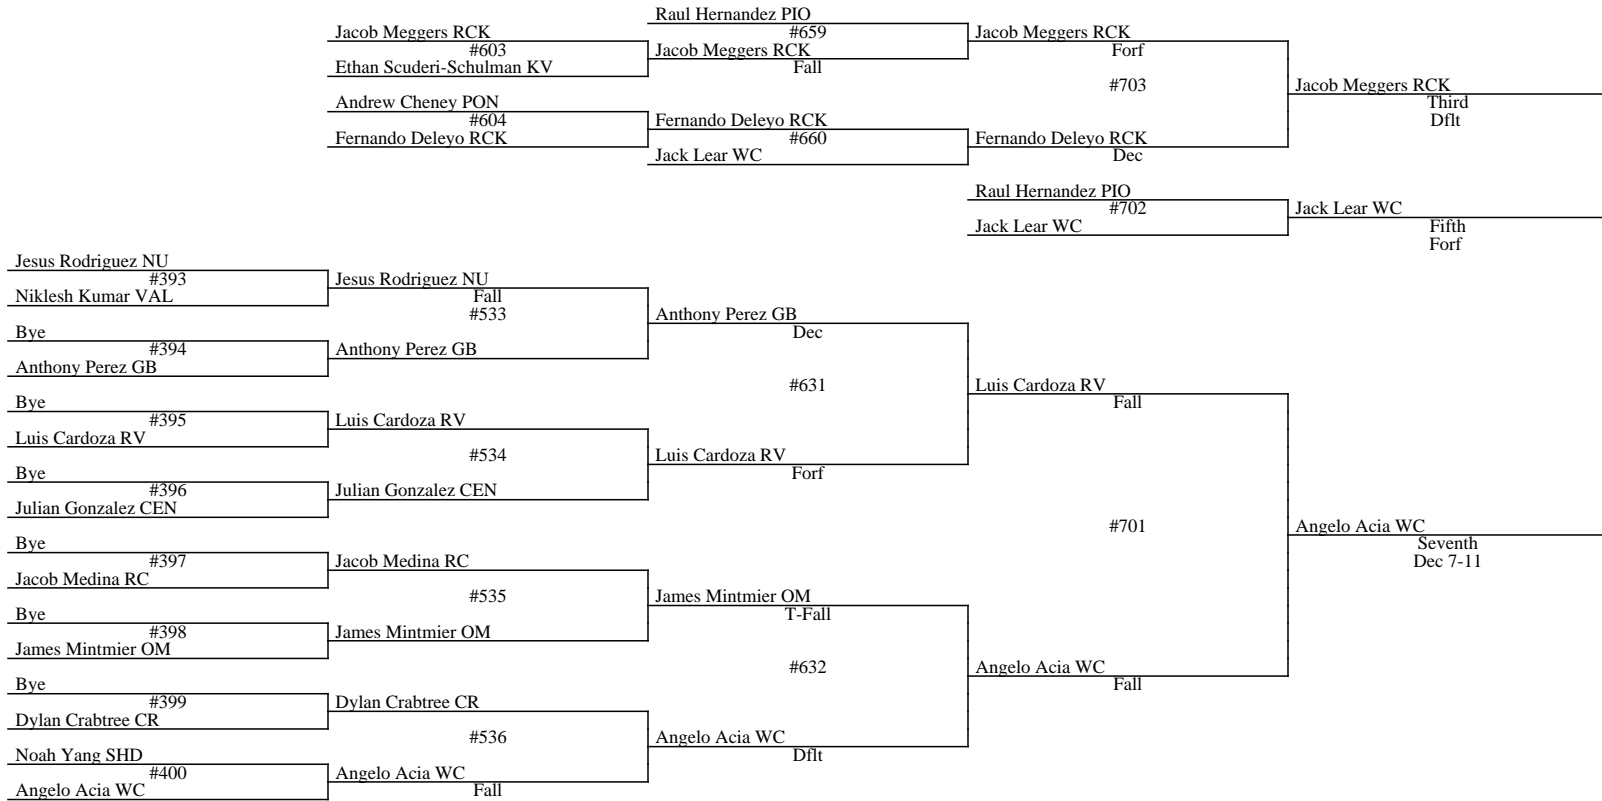 Raul Hernandez PIO
Jacob Meggers RCK
#659
Jacob Meggers RCK
#603
Jacob Meggers RCK
Forf
Ethan Scuderi-Schulman KV
Fall
#703
Jacob Meggers RCK
Andrew Cheney PON
Third
#604
Fernando Deleyo RCK
Dflt
Fernando Deleyo RCK
#660
Fernando Deleyo RCK
Jack Lear WC
Dec
Raul Hernandez PIO
#702
Jack Lear WC
Jack Lear WC
Fifth
Forf
Jesus Rodriguez NU
#393
Jesus Rodriguez NU
Niklesh Kumar VAL
Fall
#533
Anthony Perez GB
Bye
Dec
#394
Anthony Perez GB
Anthony Perez GB
#631
Luis Cardoza RV
Bye
Fall
#395
Luis Cardoza RV
Luis Cardoza RV
#534
Luis Cardoza RV
Bye
Forf
#396
Julian Gonzalez CEN
Julian Gonzalez CEN
#701
Angelo Acia WC
Bye
Seventh
#397
Jacob Medina RC
Dec 7-11
Jacob Medina RC
#535
James Mintmier OM
Bye
T-Fall
#398
James Mintmier OM
James Mintmier OM
#632
Angelo Acia WC
Bye
Fall
#399
Dylan Crabtree CR
Dylan Crabtree CR
#536
Angelo Acia WC
Noah Yang SHD
Dflt
#400
Angelo Acia WC
Angelo Acia WC
Fall